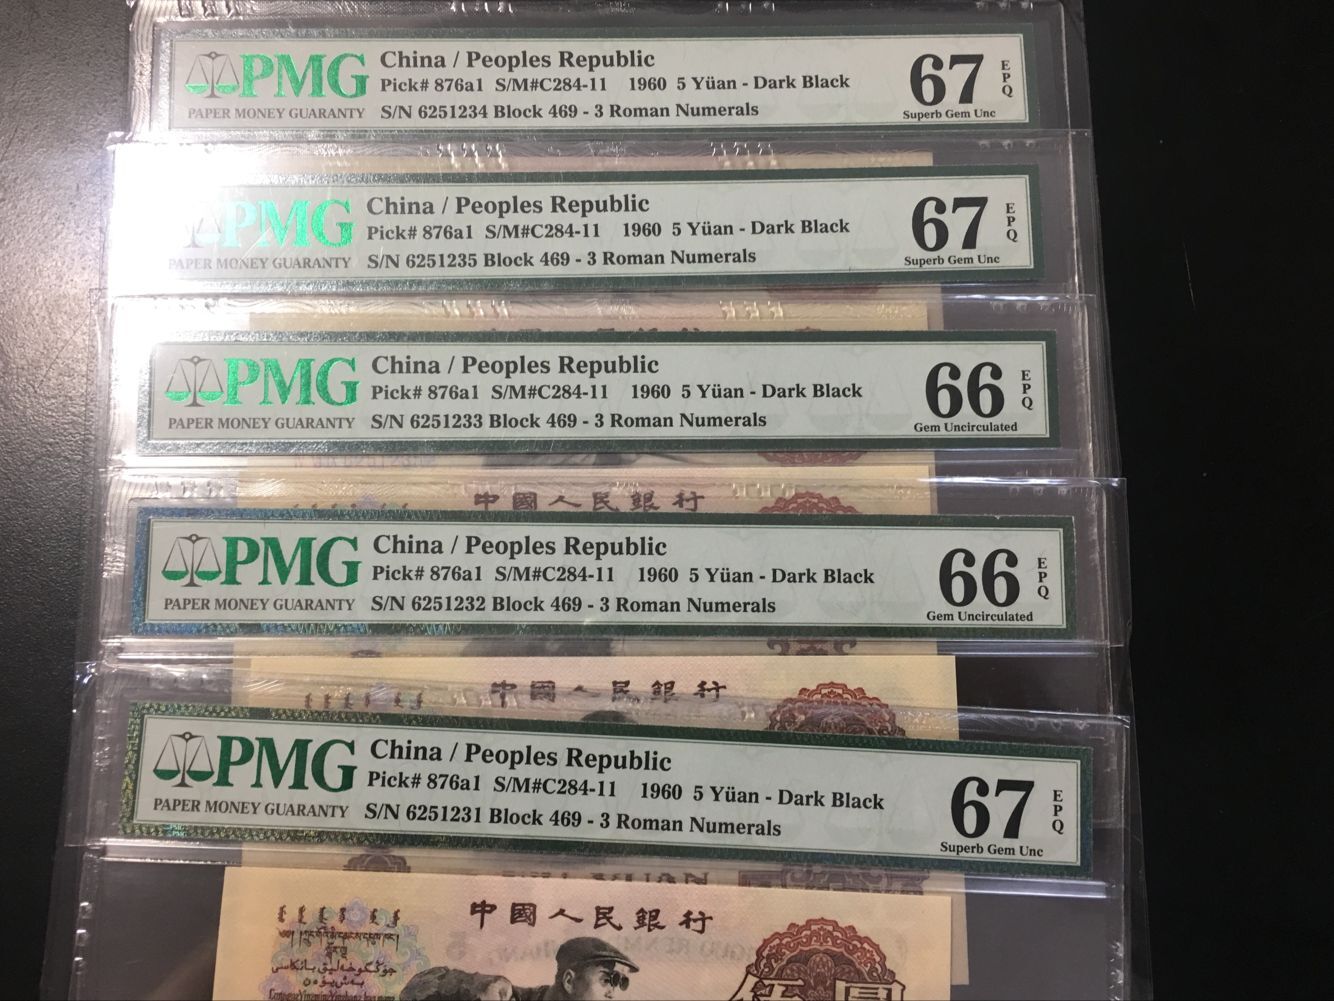 PMG
PAPER MONEY GUARANTY
China / Peoples Republic
Pick# 876a1 S/M#C284-11 1960 5 Yüan - Dark Black
S/N 6251234 Block 469 - 3 Roman Numerals
67
EPQ
Superb Gem Unc
PMG
PAPER MONEY GUARANTY
China / Peoples Republic
Pick# 876a1 S/M#C284-11 1960 5 Yüan - Dark Black
S/N 6251235 Block 469 - 3 Roman Numerals
67
EPQ
Superb Gem Unc
PMG
PAPER MONEY GUARANTY
China / Peoples Republic
Pick# 876a1 S/M#C284-11 1960 5 Yüan - Dark Black
S/N 6251233 Block 469 - 3 Roman Numerals
66
EPQ
Gem Uncirculated
中國人民銀行
PMG
PAPER MONEY GUARANTY
China / Peoples Republic
Pick# 876a1 S/M#C284-11 1960 5 Yüan - Dark Black
S/N 6251232 Block 469 - 3 Roman Numerals
66
EPQ
Gem Uncirculated
中國人民銀行
PMG
PAPER MONEY GUARANTY
China / Peoples Republic
Pick# 876a1 S/M#C284-11 1960 5 Yüan - Dark Black
S/N 6251231 Block 469 - 3 Roman Numerals
67
EPQ
Superb Gem Unc
中國人民銀行
伍圓